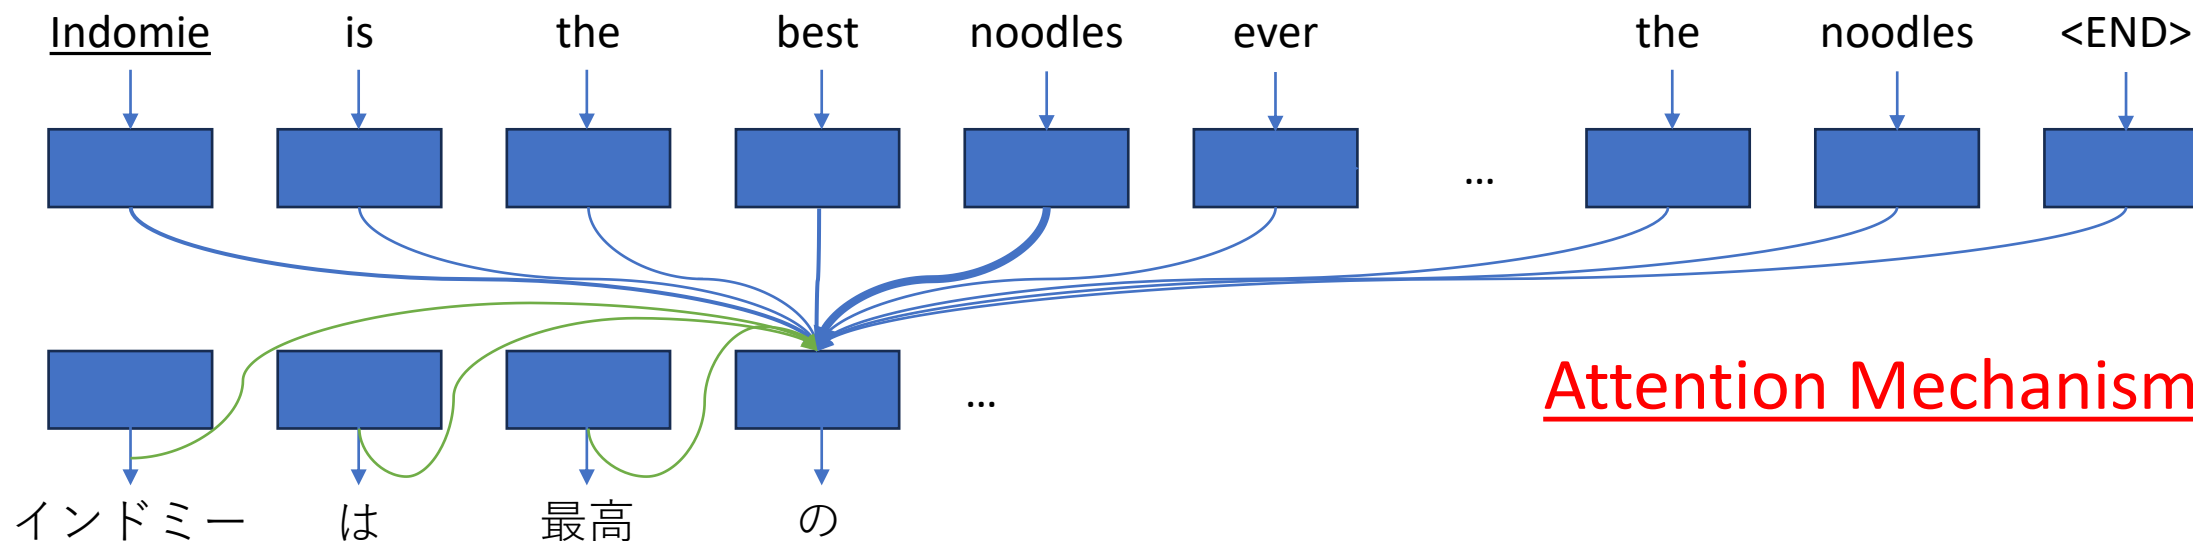 Indomie is the best noodles ever the noodles <END>
...
...
Attention Mechanism
インドミー は 最高 の